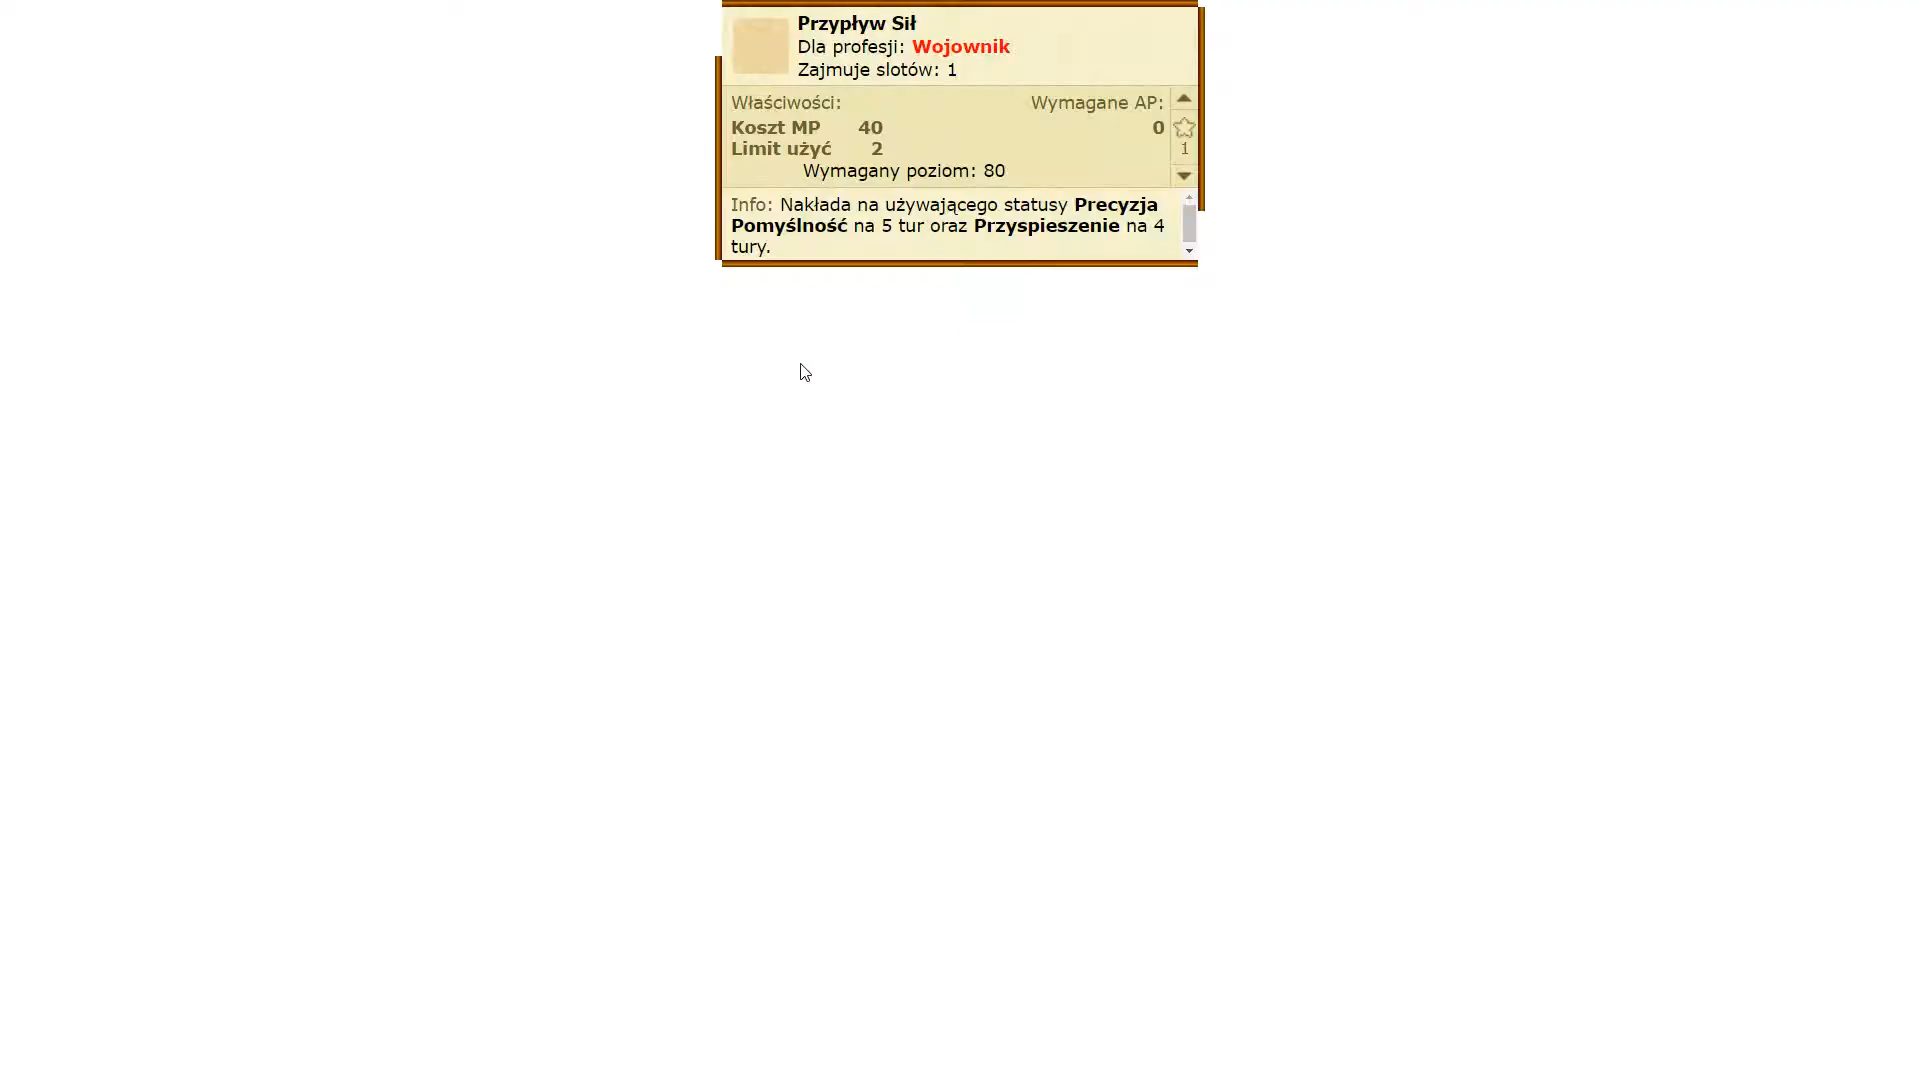 Przypływ Sił
Dla profesji: Wojownik
Zajmuje slotów: 1
Właściwości: Wymagane AP:
Koszt MP 40 0
Limit użyć 2 1
Wymagany poziom: 80
Info: Nakłada na używającego statusy Precyzja
Pomyślność na 5 tur oraz Przyspieszenie na 4
tury.